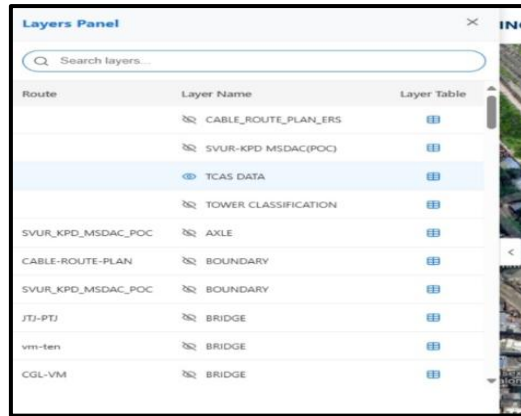 Layers Panel
Search layers...
Route Layer Name Layer Table
CABLE_ROUTE_PLAN_ERS
SVUR-KPD MSDAC(POC)
TCAS DATA
TOWER CLASSIFICATION
SVUR_KPD_MSDAC_POC AXLE
CABLE-ROUTE-PLAN BOUNDARY
SVUR_KPD_MSDAC_POC BOUNDARY
JTJ-PTJ BRIDGE
vm-ten BRIDGE
CGL-VM BRIDGE